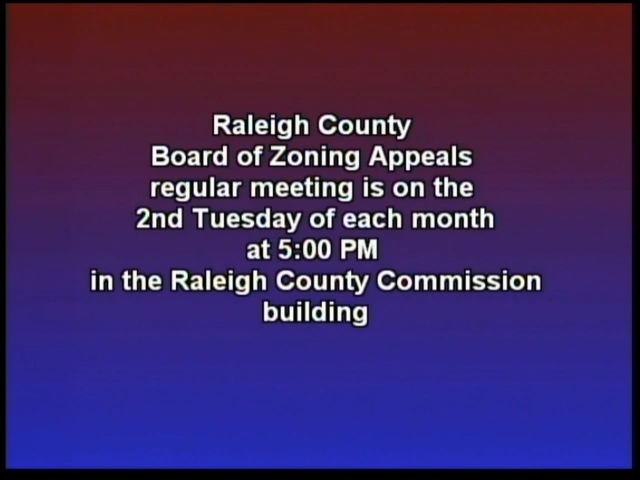 Raleigh County
Board of Zoning Appeals
regular meeting is on the
2nd Tuesday of each month
at 5:00 PM
in the Raleigh County Commission
building